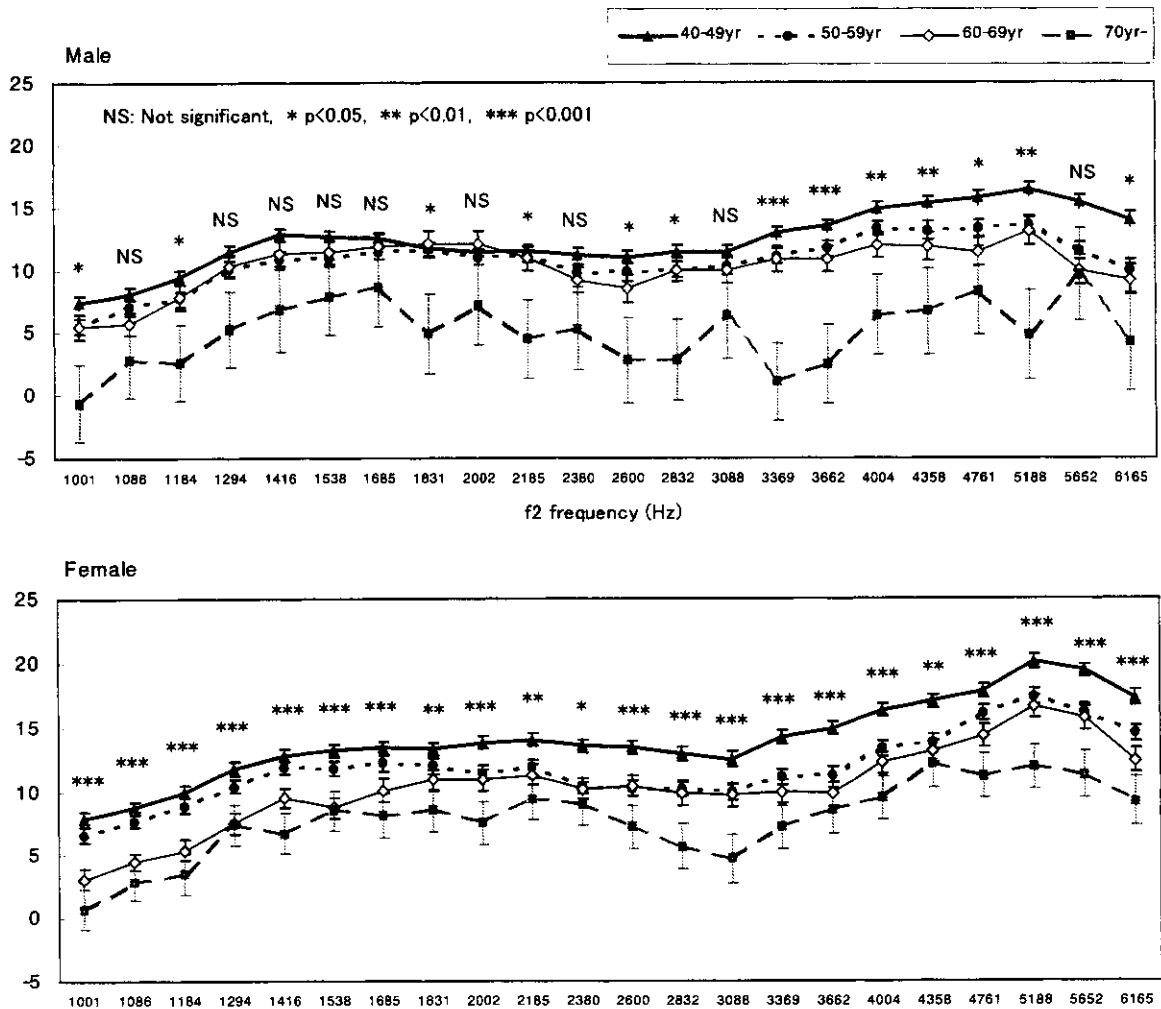 40-49yr 50-59yr 60-69yr 70yr-
Male
25
NS: Not significant, * p<0.05, ** p<0.01, *** p<0.001
20
15
10
5
0
-5
* NS * NS NS NS NS * NS * NS * * NS *** *** ** ** * ** NS *
1001 1086 1184 1294 1416 1538 1685 1831 2002 2185 2380 2600 2832 3088 3369 3662 4004 4358 4761 5188 5652 6165
f2 frequency (Hz)
Female
25
20
15
10
5
0
-5
*** *** *** *** *** *** *** ** *** ** * *** *** *** *** *** *** ** *** *** *** ***
1001 1086 1184 1294 1416 1538 1685 1831 2002 2185 2380 2600 2832 3088 3369 3662 4004 4358 4761 5188 5652 6165